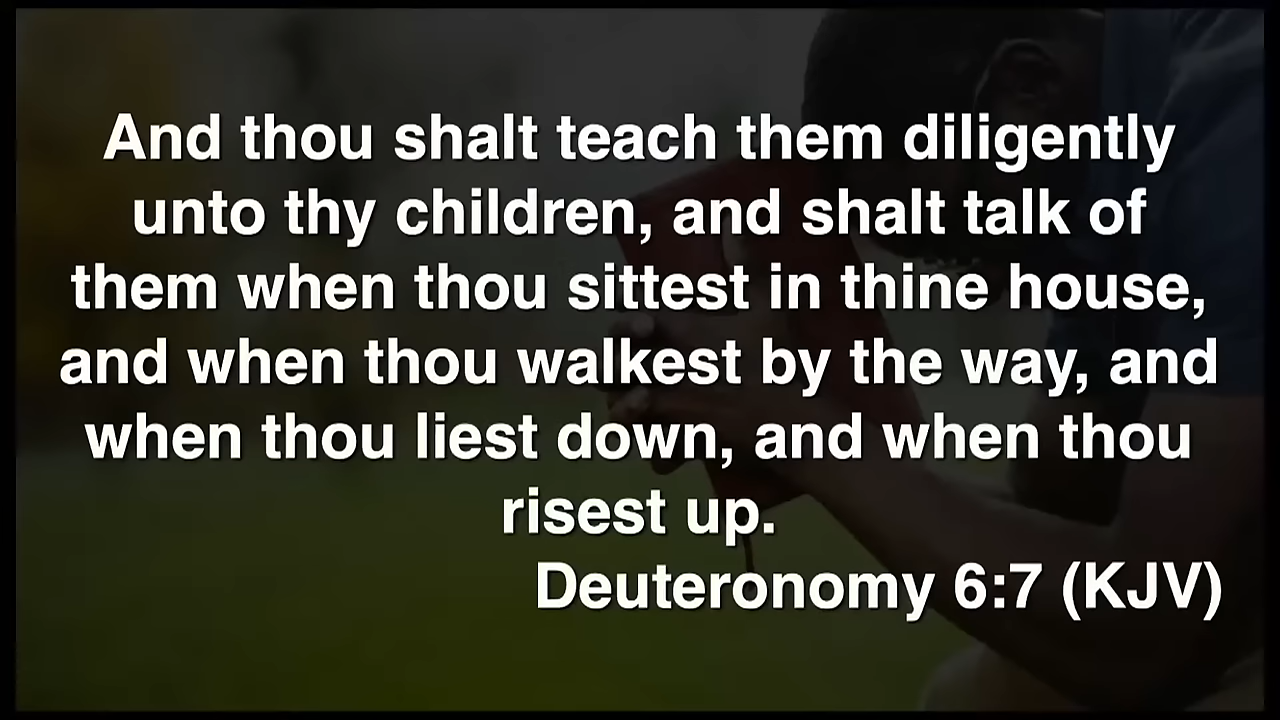 And thou shalt teach them diligently
unto thy children, and shalt talk of
them when thou sittest in thine house,
and when thou walkest by the way, and
when thou liest down, and when thou
risest up.
Deuteronomy 6:7 (KJV)